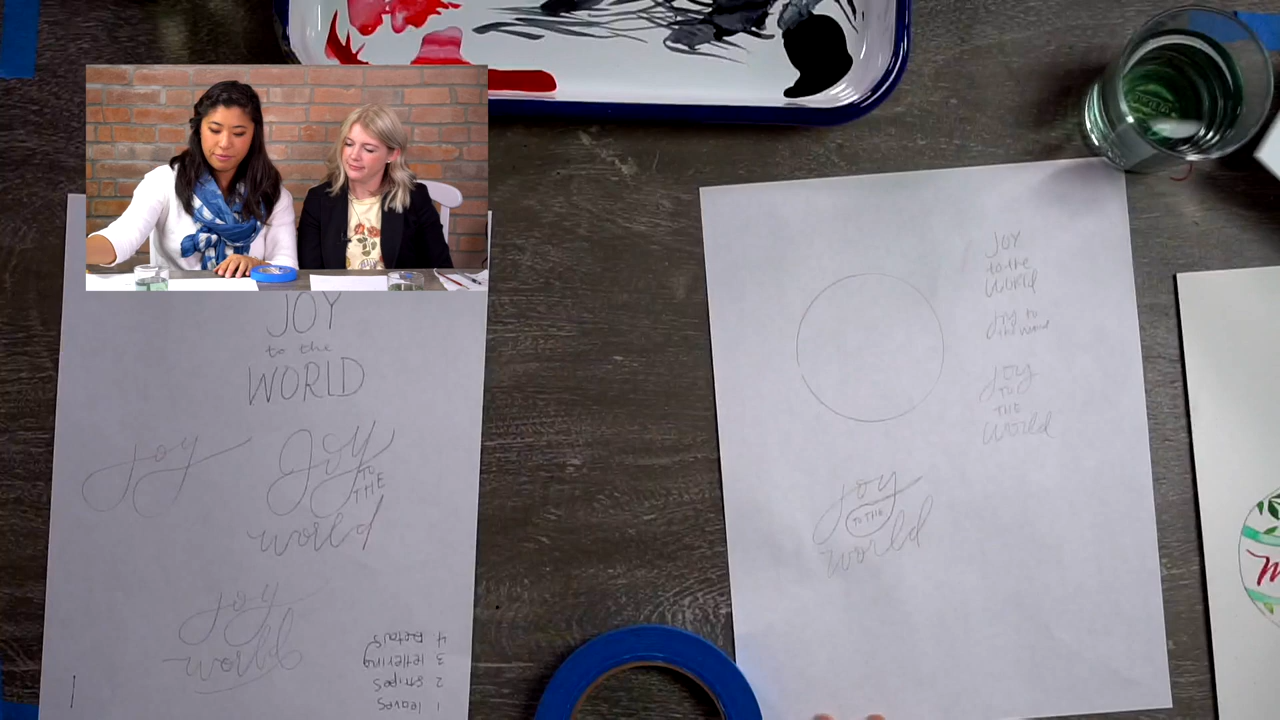 JOY
to the
WORLD
joy
Joy
TO
THE
world
joy
world
1 leaves
2 stripes
3 lettering
4 Details
JOY
to the
WORLD
Joy to
the world
Joy
TO
THE
World
joy
TO THE
world